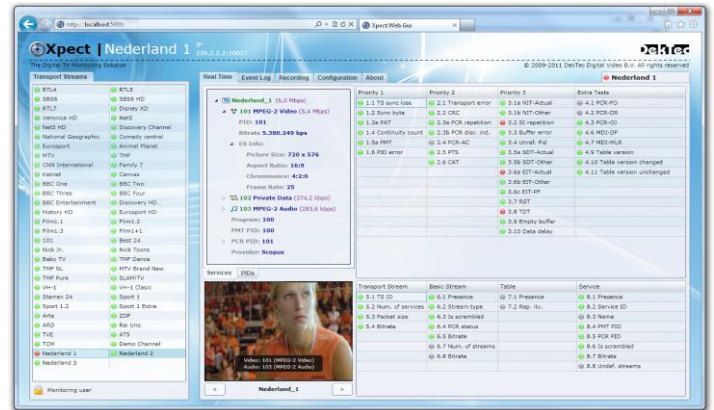 http://localhost:5999
Xpect.Web.Gui
Xpect | Nederland 1
IP
239.2.2.2:10057
DekTec
The Digital TV Monitoring Solution
© 2009-2011 DekTec Digital Video B.V. All rights reserved
Transport Streams
RTL4 RTL5
SBS6 SBS6 HD
RTL7 Disney XD
Veronica HD Net5
Net5 HD Discovery Channel
National Geographic... Comedy central
Eurosport Animal Planet
MTV TMF
CNN International Family 7
Ketnet Canvas
BBC One BBC Two
BBC Three BBC Four
BBC Entertainment Discovery HD...
History HD Eurosport HD
Film1.1 Film1.2
Film1.3 Film1+1
101 Best 24
Nick Jr. Nick Toons
Baby TV TMF Dance
TMF NL MTV Brand New
TMF Pure SLAM!TV
VH-1 VH-1 Clasic
Sterren 24 Sport 1
Sport 1.2 Sport 1 Extra
Arte ZDF
ARD Rai Uno
TVE ATS
TCM Demo Channel
Nederland 1 Nederland 2
Nederland 3
Monitoring user
Real Time Event Log Recording Configuration About
Nederland 1
Nederland_1 (6,0 Mbps)
101 MPEG-2 Video (5,4 Mbps)
PID: 101
Bitrate 5.380.249 bps
ES Info:
Picture Size: 720 x 576
Aspect Ratio: 16:9
Chrominance: 4:2:0
Frame Rate: 25
102 Private Data (274,2 kbps)
103 MPEG-2 Audio (283,6 kbps)
Program: 100
PMT PID: 100
PCR PID: 101
Provider: Scopus
Services PIDs
Video: 101 (MPEG-2 Video)
Audio: 103 (MPEG-2 Audio)
< Nederland_1 >
Priority 1
1.1 TS sync loss
1.2 Sync byte
1.3a PAT
1.4 Continuity count
1.5a PMT
1.6 PID error
Priority 2
2.1 Transport error
2.2 CRC
2.3a PCR repetition
2.3b PCR disc. ind.
2.4 PCR-AC
2.5 PTS
2.6 CAT
Priority 3
3.1a NIT-Actual
3.1b NIT-Other
3.2 SI repetition
3.3 Buffer error
3.4 Unref. Pid
3.5a SDT-Actual
3.5b SDT-Other
3.6a EIT-Actual
3.6b EIT-Other
3.6c EIT-PF
3.7 RST
3.8 TDT
3.9 Empty buffer
3.10 Data delay
Extra Tests
4.1 PCR-FO
4.2 PCR-DR
4.3 PCR-OJ
4.6 MDI-DF
4.7 MDI-MLR
4.9 Table version
4.10 Table version changed
4.11 Table version unchanged
Transport Stream
5.1 TS ID
5.2 Num. of services
5.3 Packet size
5.4 Bitrate
Basic Stream
6.1 Presence
6.2 Stream type
6.3 Is scrambled
6.4 PCR status
6.5 Bitrate
6.7 Num. of streams
6.8 Bitrate
Table
7.1 Presence
7.2 Rep. itv.
Service
8.1 Presence
8.2 Service ID
8.3 Name
8.4 PMT PID
8.5 PCR PID
8.6 Is scrambled
8.7 Bitrate
8.8 Undef. streams